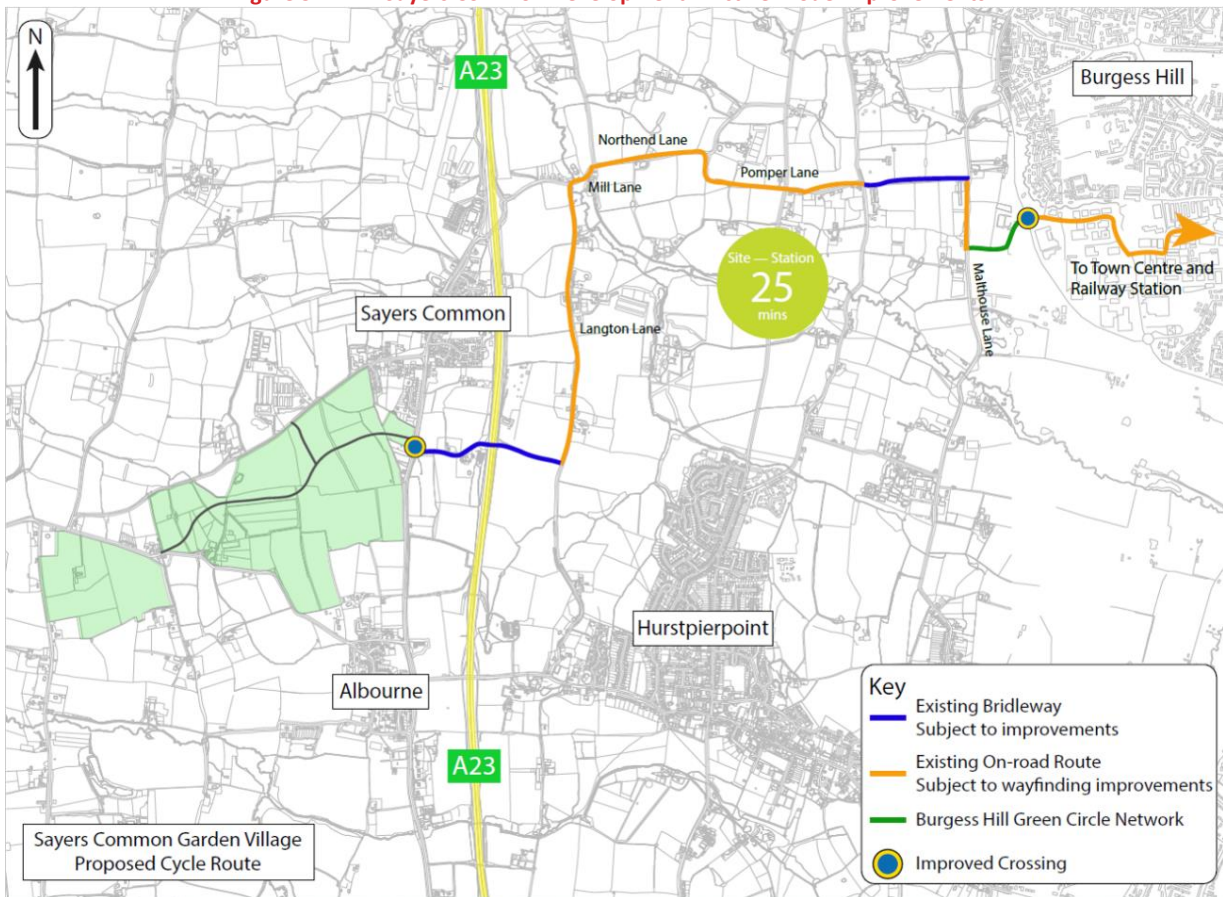 N
A23
Burgess Hill
Northend Lane
Mill Lane
Pomper Lane
Site — Station
25
mins
To Town Centre and
Railway Station
Malthouse Lane
Sayers Common
Langton Lane
Hurstpierpoint
Albourne
A23
Key
Existing Bridleway
Subject to improvements
Existing On-road Route
Subject to wayfinding improvements
Burgess Hill Green Circle Network
Improved Crossing
Sayers Common Garden Village
Proposed Cycle Route